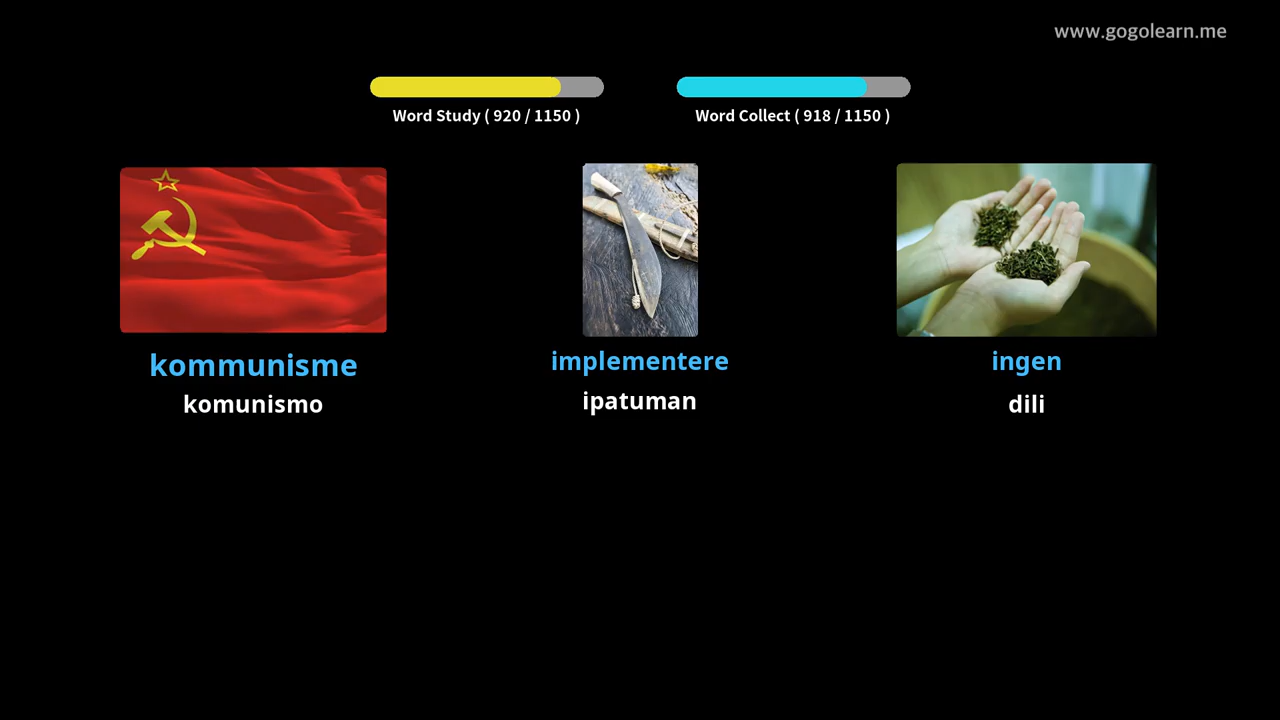 www.gogolearn.me
Word Study ( 920 / 1150 )
Word Collect ( 918 / 1150 )
kommunisme
komunismo
implementere
ipatuman
ingen
dili